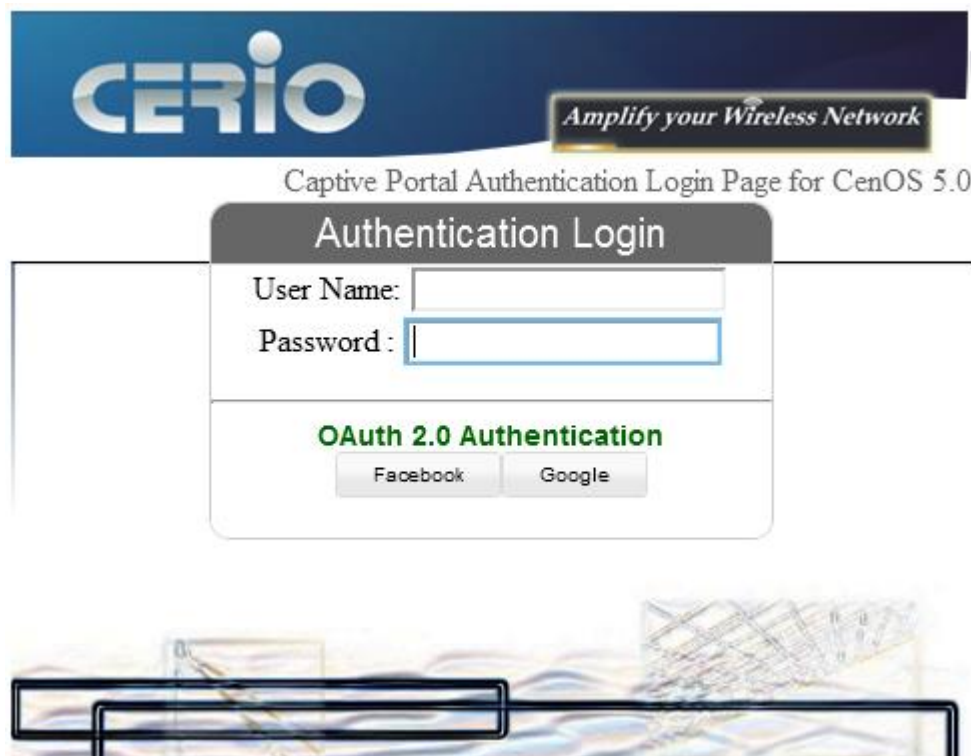 CERIO
Amplify your Wireless Network
Captive Portal Authentication Login Page for CenOS 5.0
Authentication Login
User Name:
Password :
OAuth 2.0 Authentication
Facebook Google